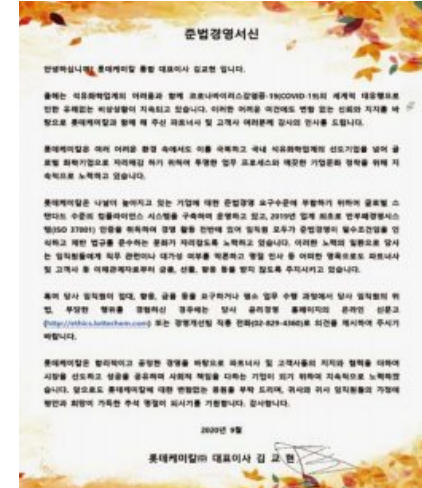 준법경영서신
안녕하십니까! 롯데케미칼 통합 대표이사 김교현 입니다.
올해는 석유화학업계의 어려움과 함께 코로나바이러스감염증-19(COVID-19)의 세계적 대유행으로
인한 유례없는 비상상황이 지속되고 있습니다. 이러한 어려운 여건에도 변함 없는 신뢰와 지지를 바
탕으로 롯데케미칼과 함께 해 주신 파트너사 및 고객사 여러분께 감사의 인사를 드립니다.
롯데케미칼은 여러 어려운 환경 속에서도 이를 극복하고 국내 석유화학업계의 선도기업을 넘어 글
로벌 화학기업으로 자리매김 하기 위하여 투명한 업무 프로세스와 깨끗한 기업문화 정착을 위해 지
속적으로 노력하고 있습니다.
롯데케미칼은 나날이 높아지고 있는 기업에 대한 준법경영 요구수준에 부합하기 위하여 글로벌 스
탠다드 수준의 컴플라이언스 시스템을 구축하여 운영하고 있고, 2019년 업계 최초로 반부패경영시스
템(ISO 37001) 인증을 취득하여 경영 활동 전반에 있어 임직원 모두가 준법경영이 필수조건임을 인
식하고 제반 법규를 준수하는 문화가 자리잡도록 노력하고 있습니다. 이러한 노력의 일환으로 당사
는 임직원들에게 직무 관련이나 대가성 여부를 막론하고 명절 인사 등 어떠한 명목으로도 파트너사
및 고객사 등 이해관계자로부터 금품, 선물, 향응 등을 받지 않도록 주지시키고 있습니다.
혹여 당사 임직원이 접대, 향응, 금품 등을 요구하거나 평소 업무 수행 과정에서 당사 임직원의 위
법, 부당한 행위를 경험하신 경우에는 당사 윤리경영 홈페이지의 온라인 신문고
(http://ethics.lottechem.com) 또는 경영개선팀 직통 전화(02-829-4360)로 의견을 제시하여 주시기
바랍니다.
롯데케미칼은 합리적이고 공정한 경영을 바탕으로 파트너사 및 고객사들의 지지와 협력을 더하여
시장을 선도하고 성공을 공유하며 사회적 책임을 다하는 기업이 되기 위하여 지속적으로 노력하겠
습니다. 앞으로도 롯데케미칼에 대한 변함없는 응원을 부탁 드리며, 귀사와 귀사 임직원들의 가정에
평안과 희망이 가득한 추석 명절이 되시기를 기원합니다. 감사합니다.
2020년 9월
롯데케미칼㈜ 대표이사 김 교 현